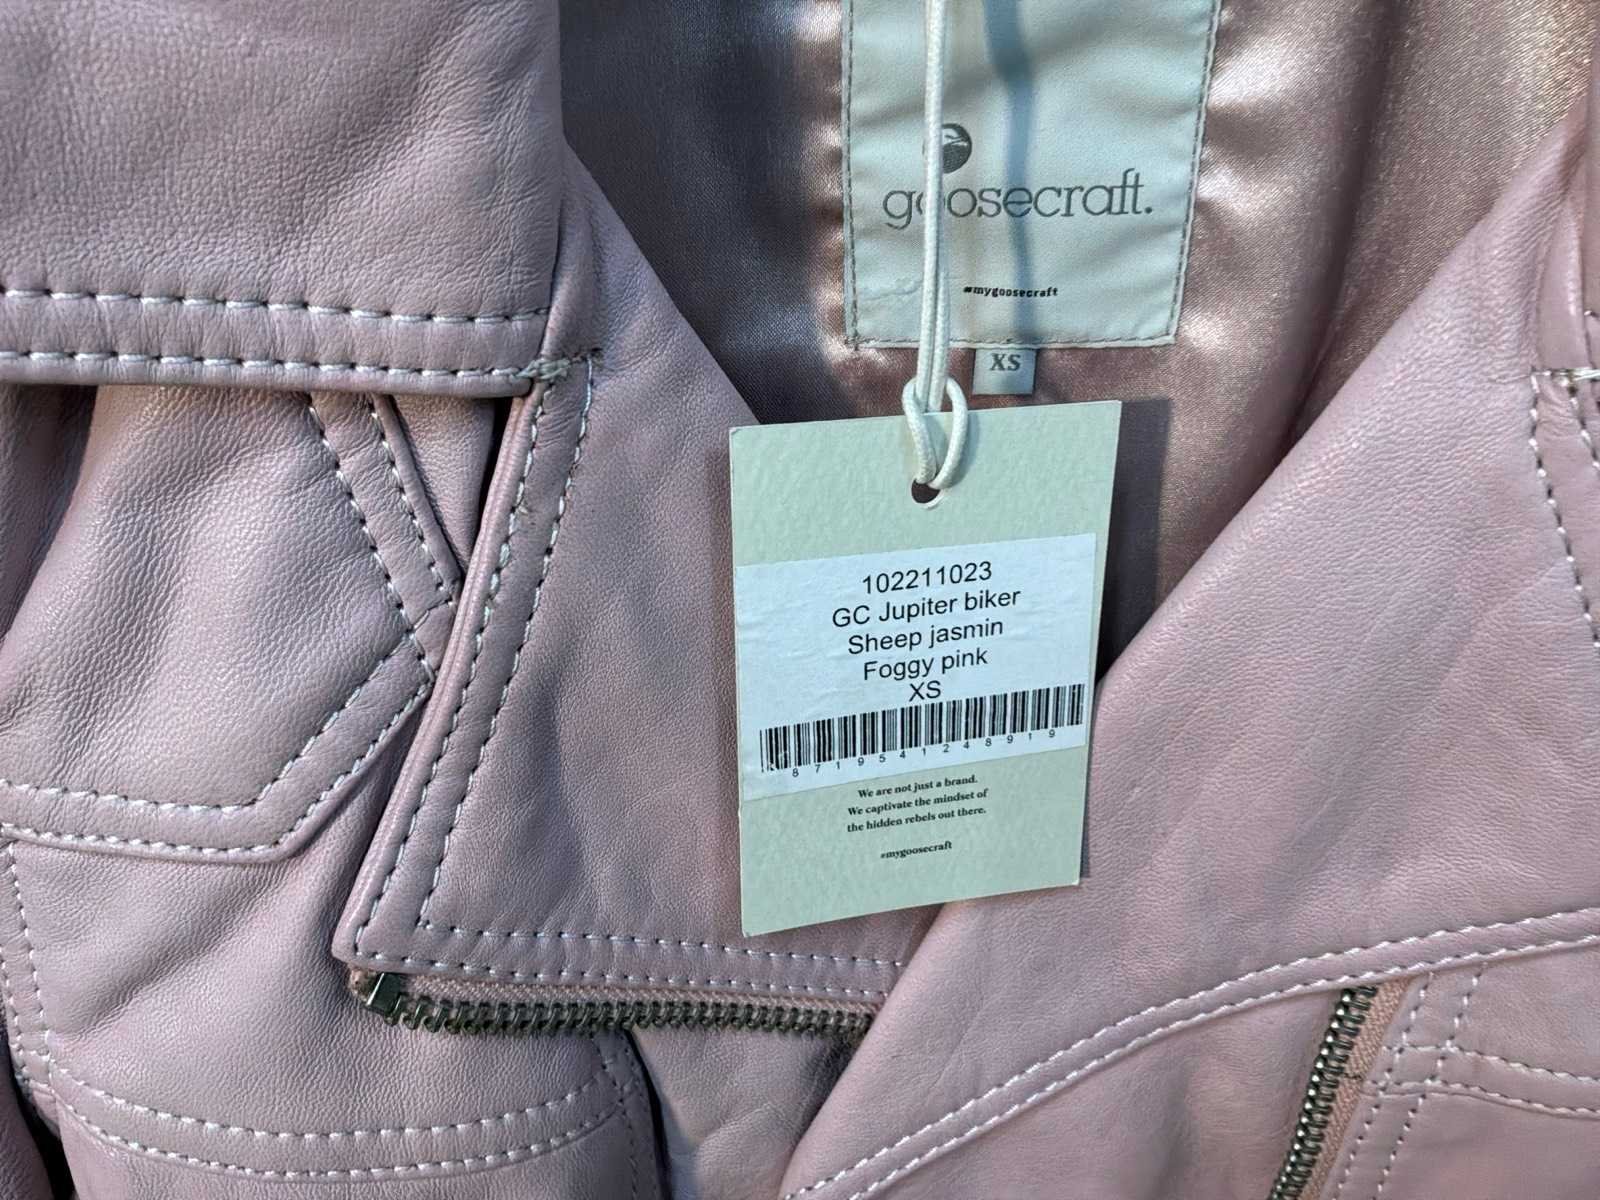 goosecraft.
#mygoosecraft
XS
102211023
GC Jupiter biker
Sheep jasmin
Foggy pink
XS
8719541248919
We are not just a brand.
We captivate the mindset of
the hidden rebels out there.
#mygoosecraft